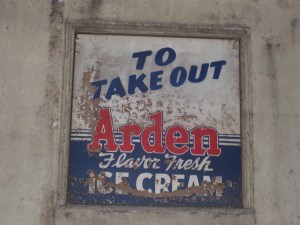 TO
TAKE OUT
Arden
Flavor Fresh
ICE CREAM